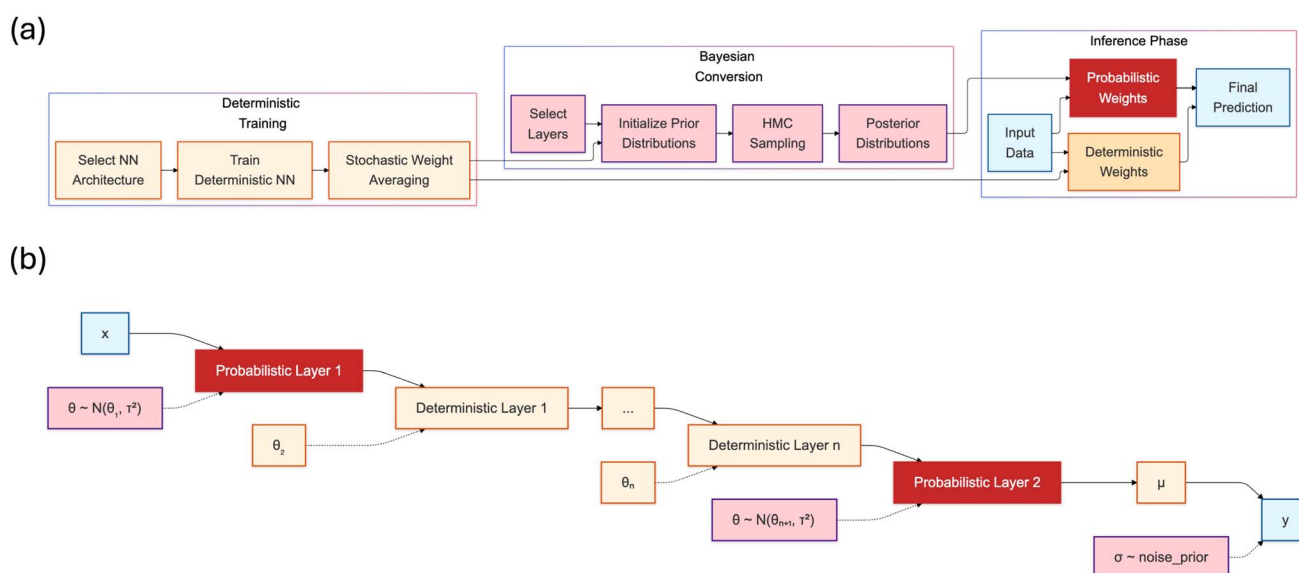 (a)
Deterministic
Training
Select NN
Architecture
Train
Deterministic NN
Stochastic Weight
Averaging
Bayesian
Conversion
Select
Layers
Initialize Prior
Distributions
HMC
Sampling
Posterior
Distributions
Inference Phase
Input
Data
Probabilistic
Weights
Deterministic
Weights
Final
Prediction
(b)
x
Probabilistic Layer 1
θ ~ N(θ₁, τ²)
Deterministic Layer 1
θ₂
...
Deterministic Layer n
θₙ
Probabilistic Layer 2
θ ~ N(θₙ₊₁, τ²)
μ
y
σ ~ noise_prior